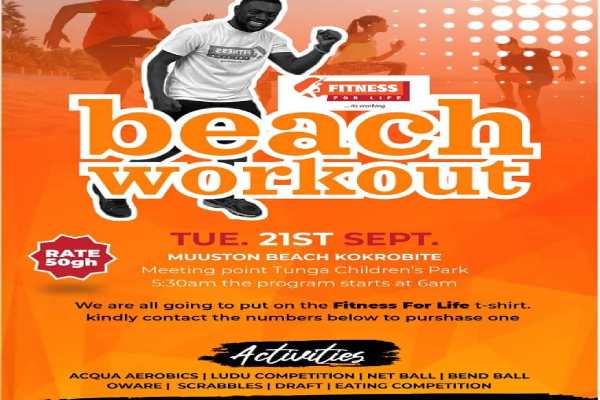 FITNESS
FOR LIFE
...its working
beach
workout
TUE. 21ST SEPT.
MUUSTON BEACH KOKROBITE
RATE
50gh
Meeting point Tunga Children's Park
5:30am the program starts at 6am
We are all going to put on the Fitness For Life t-shirt.
kindly contact the numbers below to purshase one
Activities
ACQUA AEROBICS | LUDU COMPETITION | NET BALL | BEND BALL
OWARE | SCRABBLES | DRAFT | EATING COMPETITION